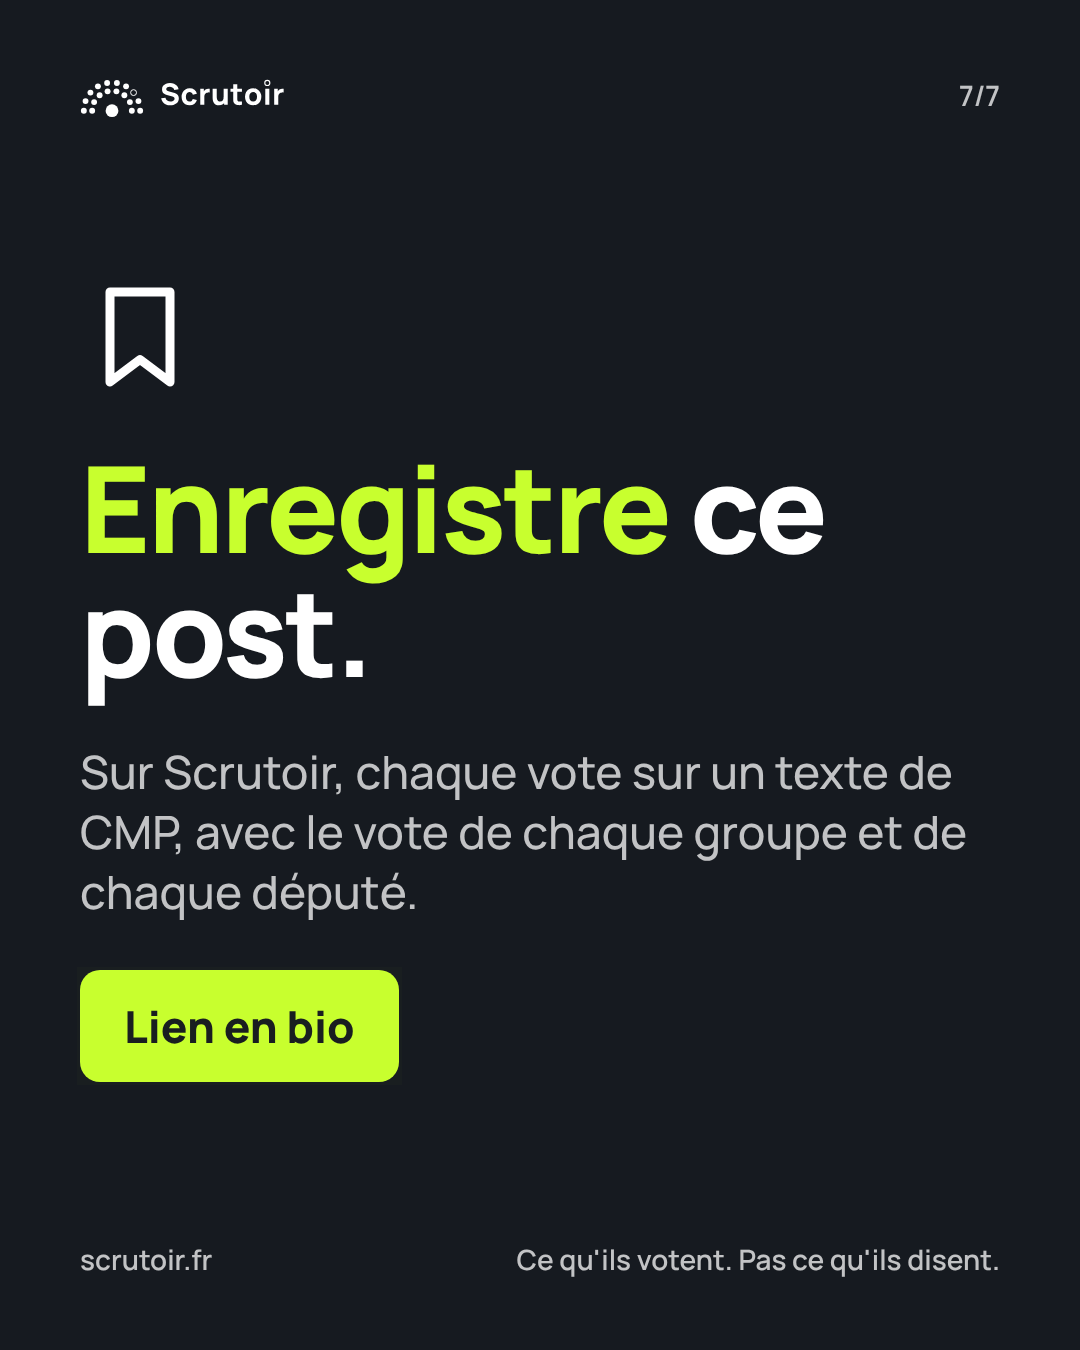 Scrutoir
7/7
Enregistre ce
post.
Sur Scrutoir, chaque vote sur un texte de
CMP, avec le vote de chaque groupe et de
chaque député.
Lien en bio
scrutoir.fr
Ce qu'ils votent. Pas ce qu'ils disent.